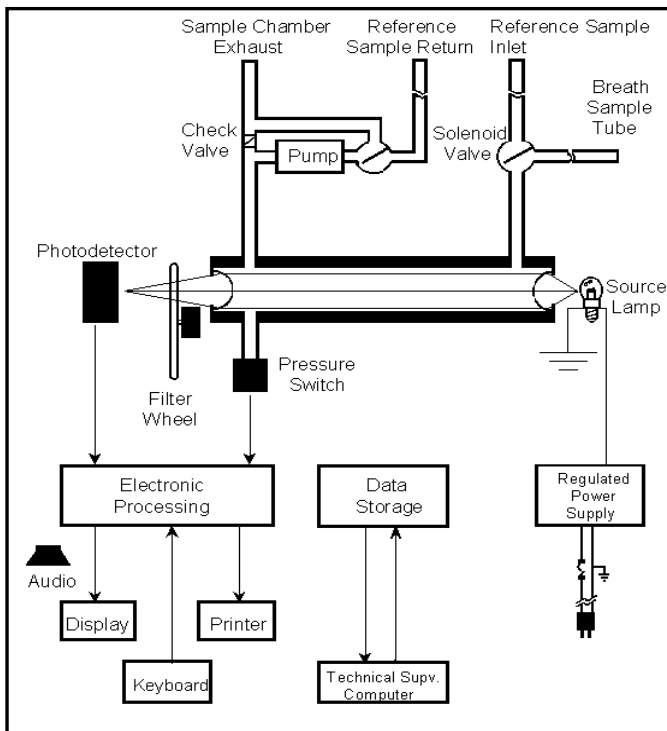 Sample Chamber
Exhaust
Reference
Sample Return
Reference Sample
Inlet
Breath
Sample
Tube
Check
Valve
Pump
Solenoid
Valve
Photodetector
Source
Lamp
Pressure
Switch
Filter
Wheel
Electronic
Processing
Data
Storage
Regulated
Power
Supply
Audio
Display
Printer
Keyboard
Technical Supv.
Computer